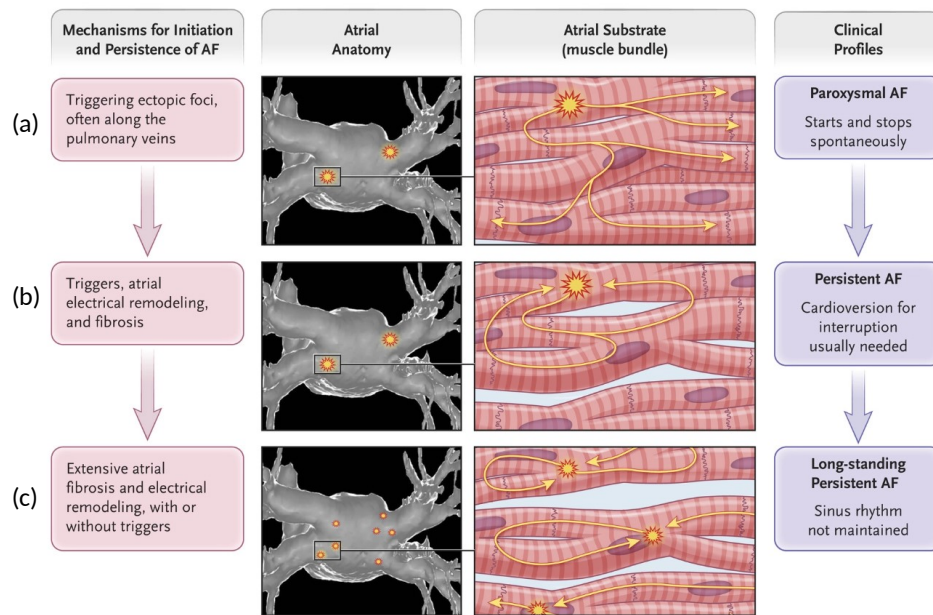 Mechanisms for Initiation
and Persistence of AF
Atrial
Anatomy
Atrial Substrate
(muscle bundle)
Clinical
Profiles
(a)
Triggering ectopic foci,
often along the
pulmonary veins
Paroxysmal AF
Starts and stops
spontaneously
(b)
Triggers, atrial
electrical remodeling,
and fibrosis
Persistent AF
Cardioversion for
interruption
usually needed
(c)
Extensive atrial
fibrosis and electrical
remodeling, with or
without triggers
Long-standing
Persistent AF
Sinus rhythm
not maintained